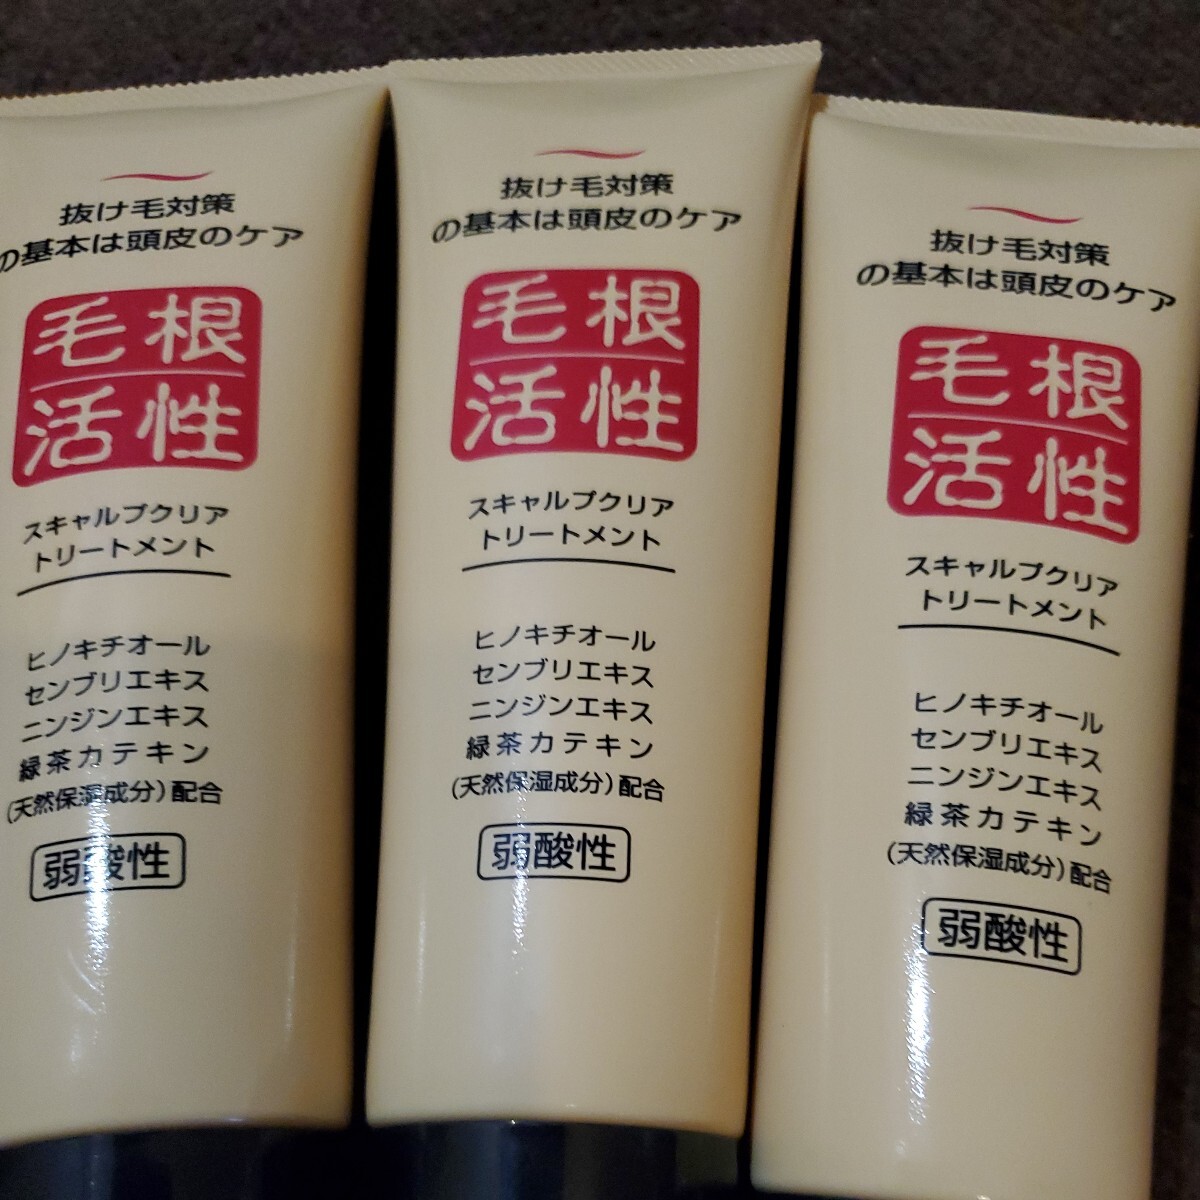 抜け毛対策
の基本は頭皮のケア
毛根
活性
スキャルプクリア
トリートメント
ヒノキチオール
センブリエキス
ニンジンエキス
緑茶カテキン
(天然保湿成分)配合
弱酸性
抜け毛対策
の基本は頭皮のケア
毛根
活性
スキャルプクリア
トリートメント
ヒノキチオール
センブリエキス
ニンジンエキス
緑茶カテキン
(天然保湿成分)配合
弱酸性
抜け毛対策
の基本は頭皮のケア
毛根
活性
スキャルプクリア
トリートメント
ヒノキチオール
センブリエキス
ニンジンエキス
緑茶カテキン
(天然保湿成分)配合
弱酸性